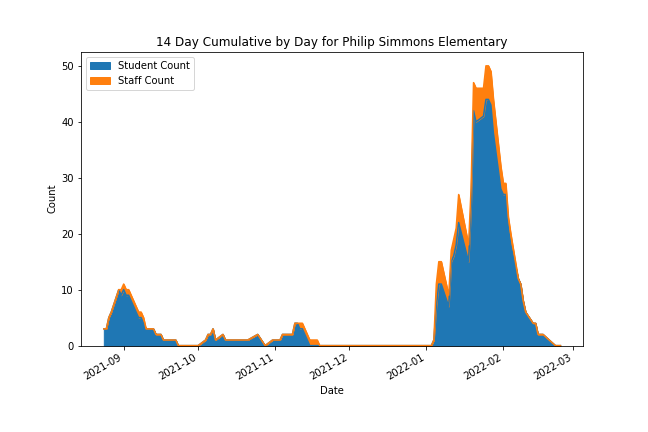 14 Day Cumulative by Day for Philip Simmons Elementary
Student Count
Staff Count
50
40
30
20
10
0
Count
2021-09
2021-10
2021-11
2021-12
2022-01
2022-02
2022-03
Date